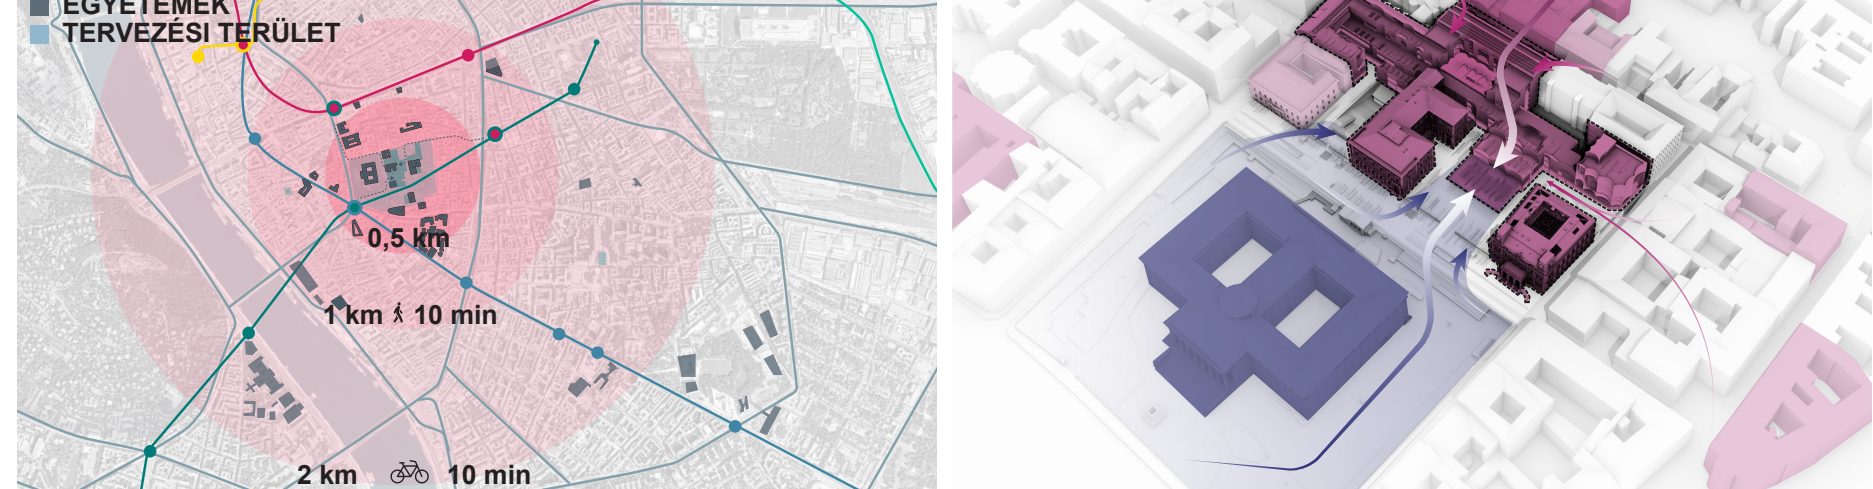 EGYETEMEK
TERVEZÉSI TERÜLET
0,5 km
1 km 10 min
2 km 10 min